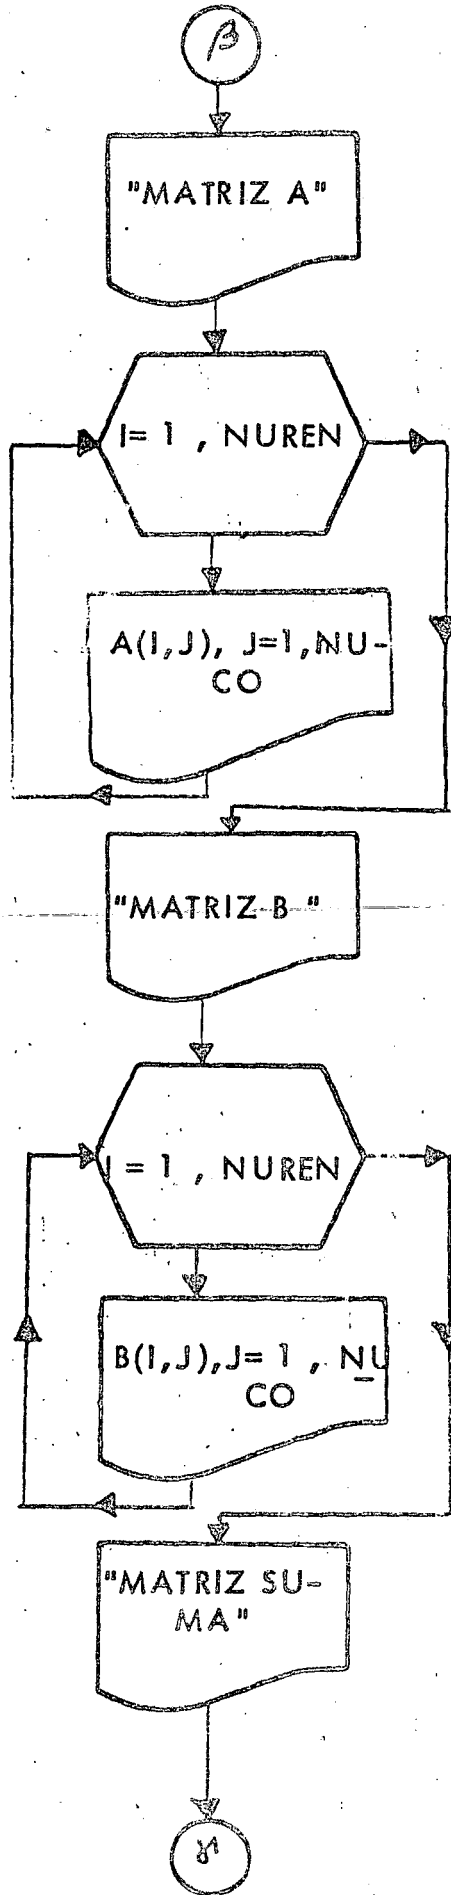 β
"MATRIZ A"
I= 1 , NUREN
A(I,J), J=1,NU-
CO
"MATRIZ B "
I = 1 , NUREN
B(I,J),J= 1 , NU
CO
"MATRIZ SU-
MA"